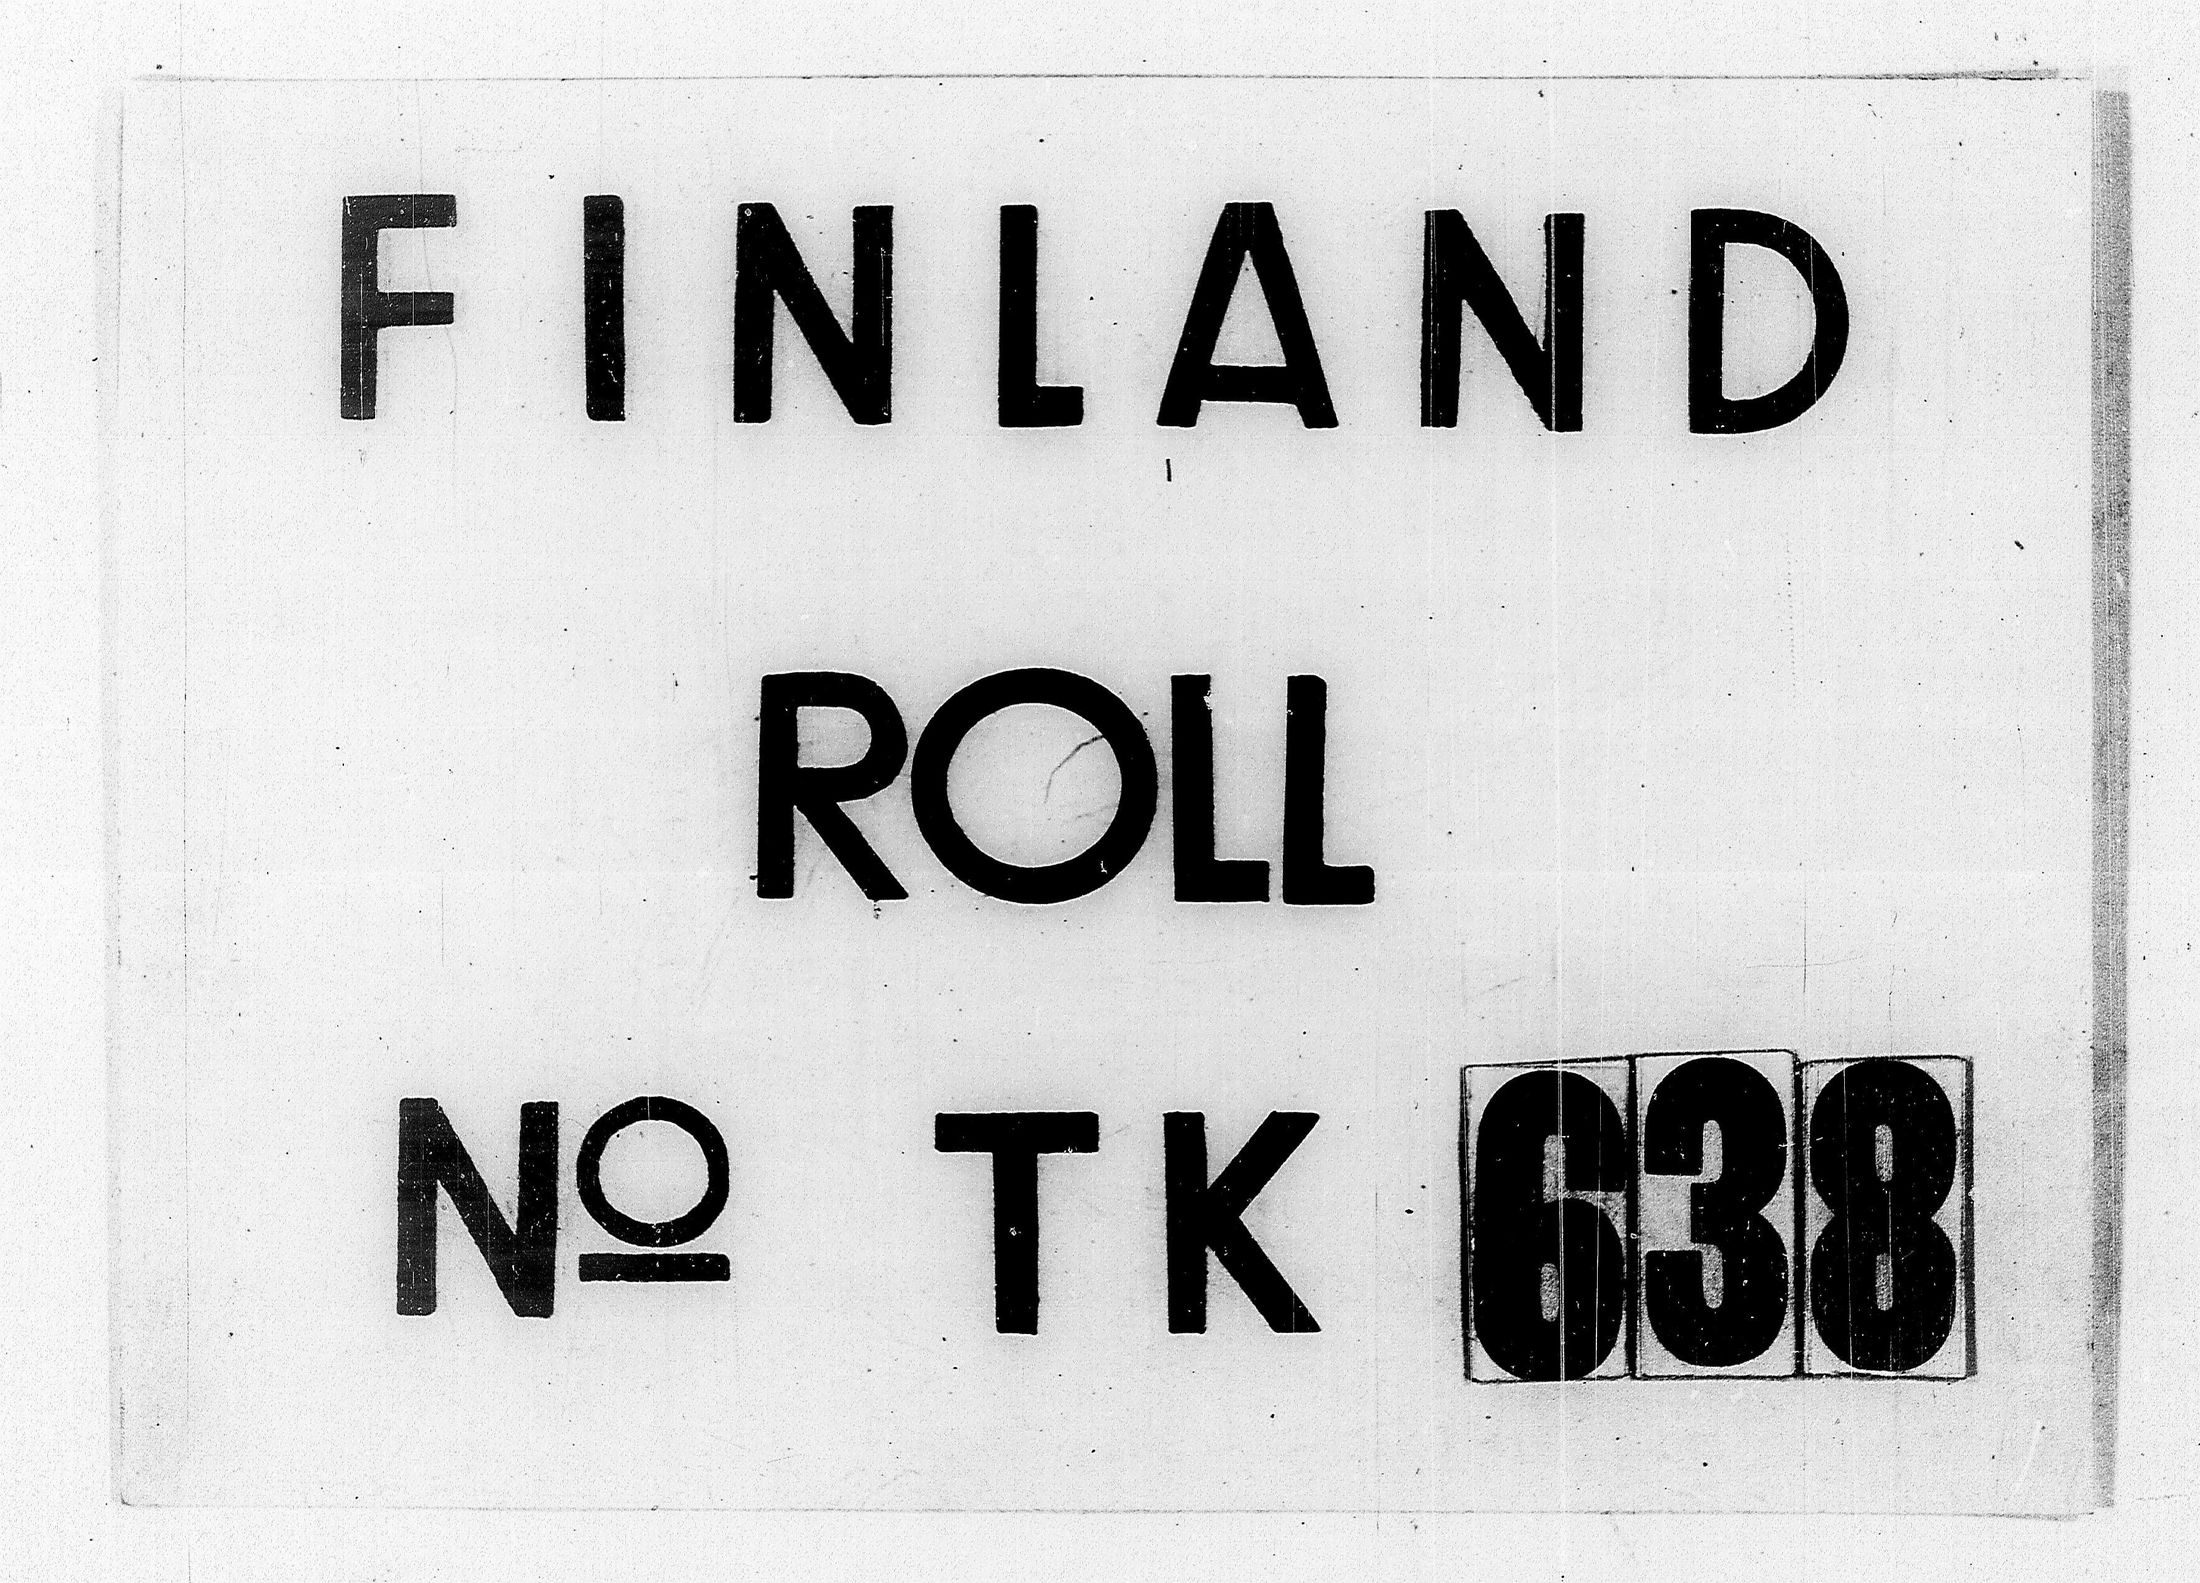 FINLAND
ROLL
Nº TK 638